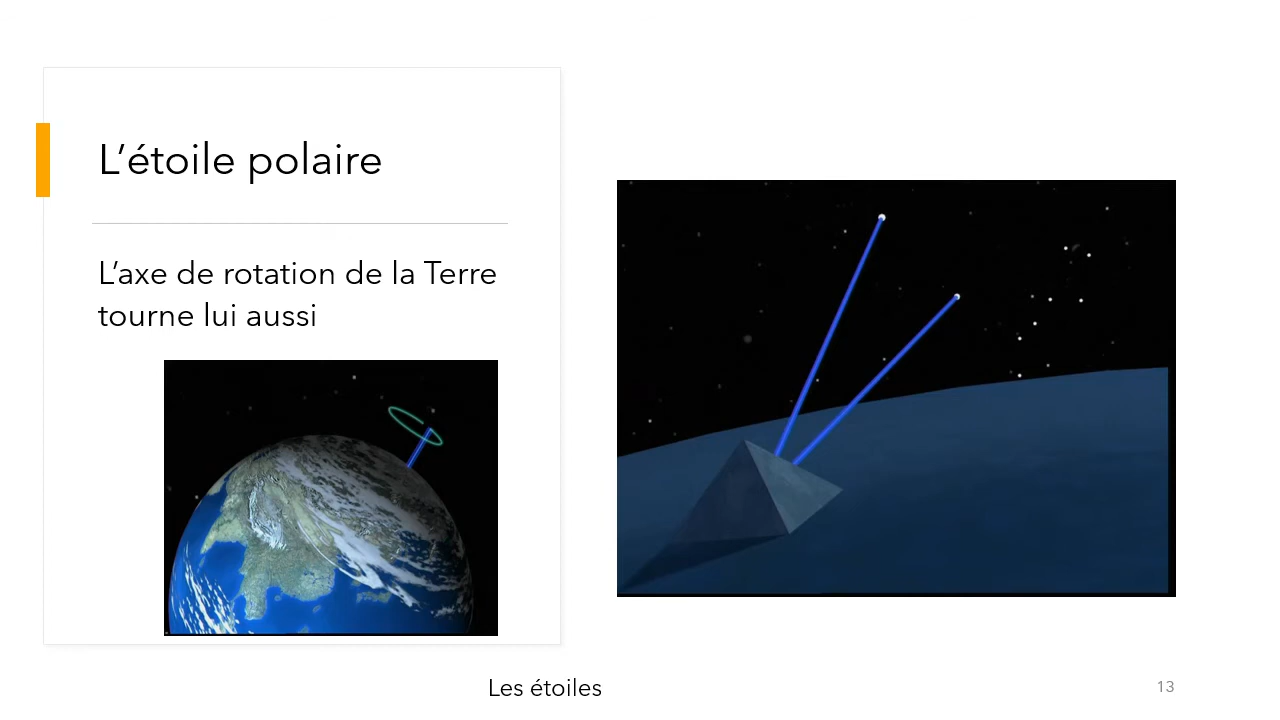 L’étoile polaire
L’axe de rotation de la Terre
tourne lui aussi
Les étoiles
13